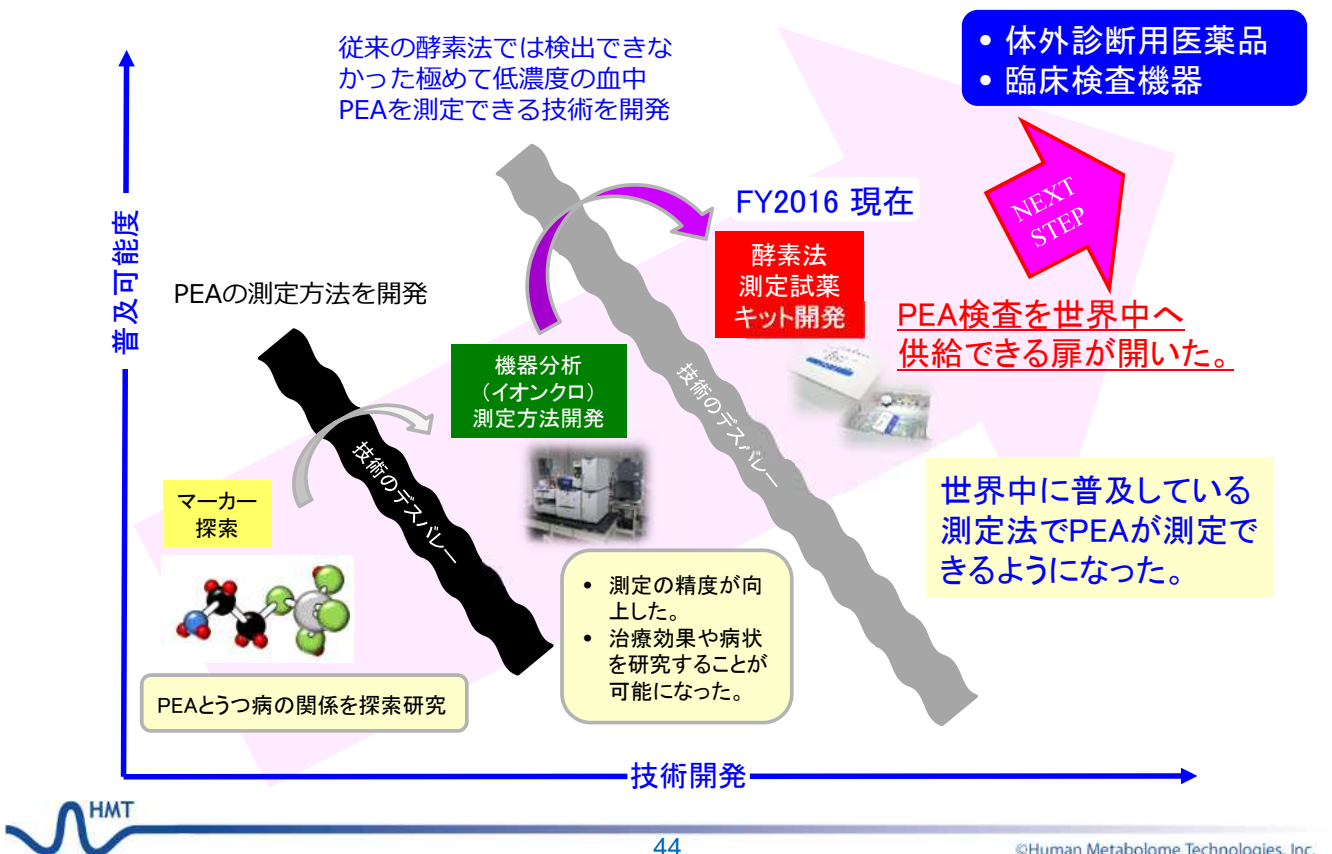 • 体外診断用医薬品
• 臨床検査機器
従来の酵素法では検出できな
かった極めて低濃度の血中
PEAを測定できる技術を開発
NEXT
STEP
FY2016 現在
普及可能度
酵素法
測定試薬
キット開発
PEAの測定方法を開発
PEA検査を世界中へ
供給できる扉が開いた。
機器分析
（イオンクロ）
測定方法開発
技術のデスバレー
技術のデスバレー
マーカー
探索
世界中に普及している
測定法でPEAが測定で
きるようになった。
• 測定の精度が向
上した。
• 治療効果や病状
を研究することが
可能になった。
PEAとうつ病の関係を探索研究
技術開発
HMT
44
©Human Metabolome Technologies, Inc.